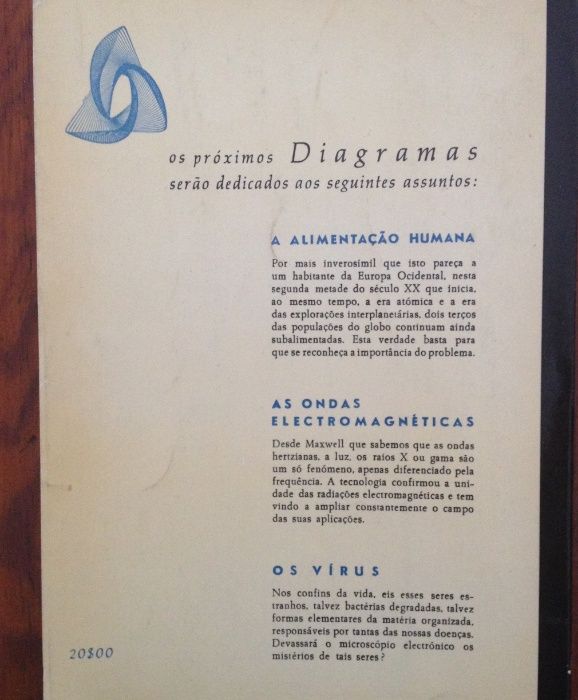 os próximos Diagramas
serão dedicados aos seguintes assuntos:
A ALIMENTAÇÃO HUMANA
Por mais inverosímil que isto pareça a
um habitante da Europa Ocidental, nesta
segunda metade do século XX que inicia,
ao mesmo tempo, a era atómica e a era
das explorações interplanetárias, dois terços
das populações do globo continuam ainda
subalimentadas. Esta verdade basta para
que se reconheça a importância do problema.
AS ONDAS
ELECTROMAGNÉTICAS
Desde Maxwell que sabemos que as ondas
hertzianas, a luz, os raios X ou gama são
um só fenómeno, apenas diferenciado pela
frequência. A tecnologia confirmou a uni-
dade das radiações electromagnéticas e tem
vindo a ampliar constantemente o campo
das suas aplicações.
OS VÍRUS
Nos confins da vida, eis esses seres es-
tranhos, talvez bactérias degradadas, talvez
formas elementares da matéria organizada,
responsáveis por tantas das nossas doenças.
Devassará o microscópio electrónico os
mistérios de tais seres?
20$00